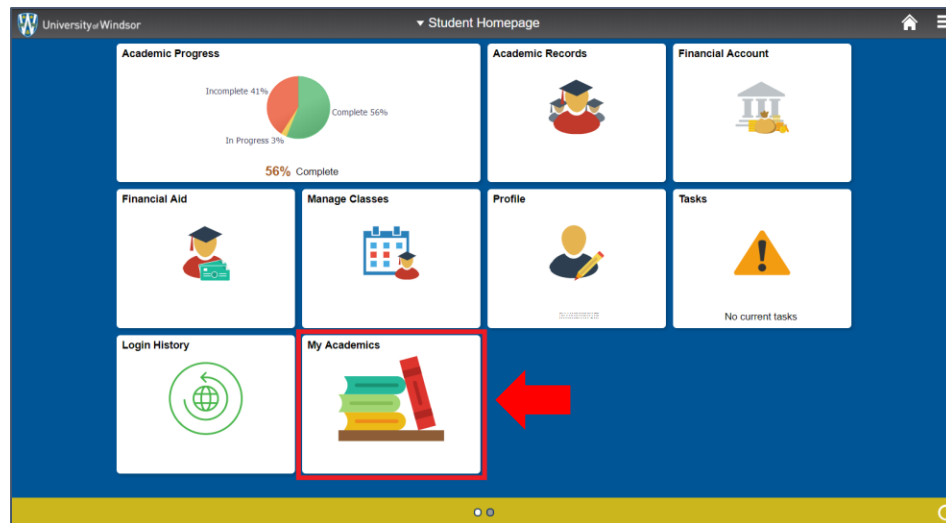 University of Windsor
Student Homepage
Academic Progress
Incomplete 41%
Complete 56%
In Progress 3%
56% Complete
Academic Records
Financial Account
Financial Aid
Manage Classes
Profile
Tasks
No current tasks
Login History
My Academics